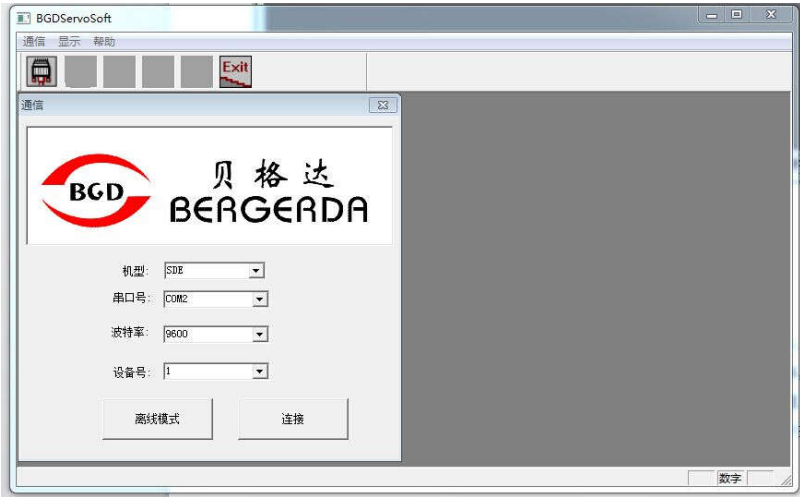 BGDServoSoft
通信 显示 帮助
Exit
通信
BGD
贝格达
BERGERDA
机型: SDE
串口号: COM2
波特率: 9600
设备号: 1
离线模式 连接
数字